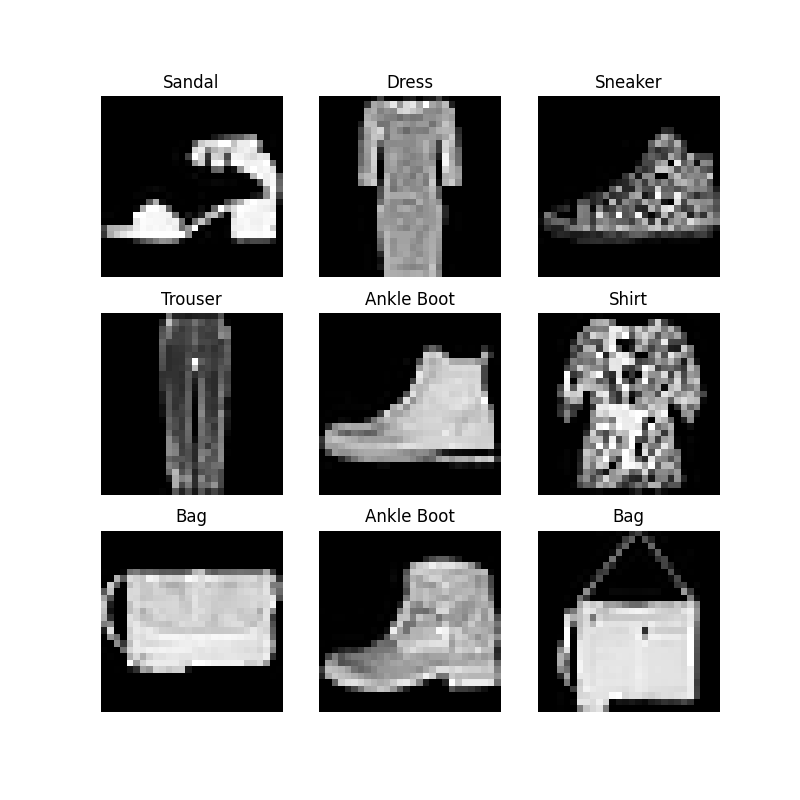 Sandal
Dress
Sneaker
Trouser
Ankle Boot
Shirt
Bag
Ankle Boot
Bag